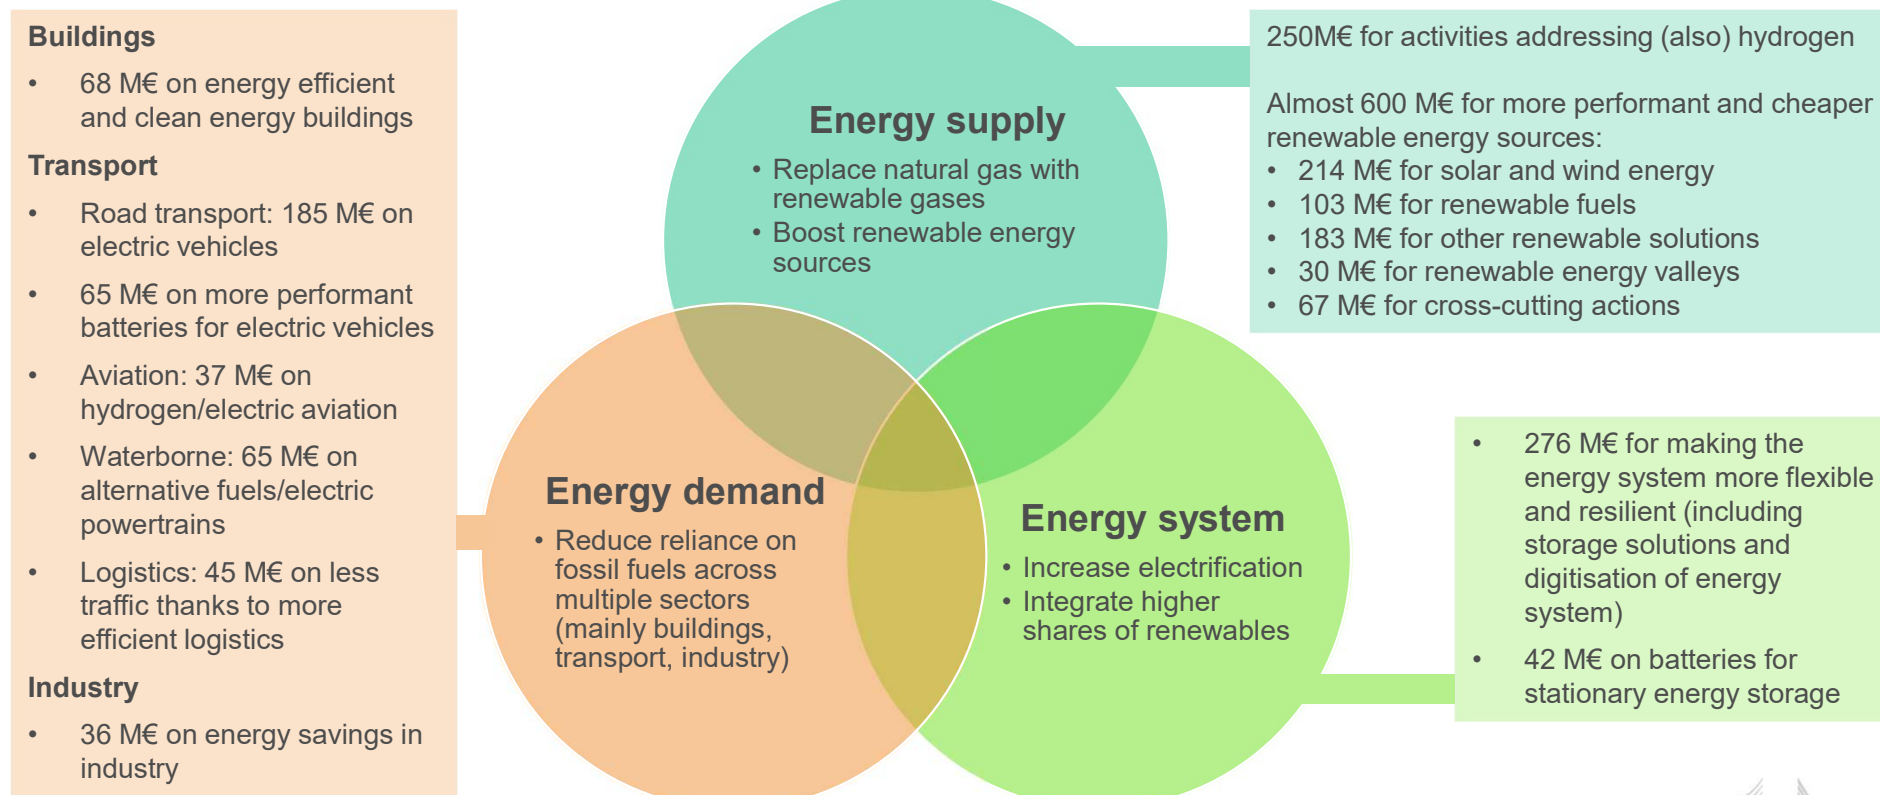 Buildings
• 68 M€ on energy efficient
and clean energy buildings
Transport
• Road transport: 185 M€ on
electric vehicles
• 65 M€ on more performant
batteries for electric vehicles
• Aviation: 37 M€ on
hydrogen/electric aviation
• Waterborne: 65 M€ on
alternative fuels/electric
powertrains
• Logistics: 45 M€ on less
traffic thanks to more
efficient logistics
Industry
• 36 M€ on energy savings in
industry
Energy supply
• Replace natural gas with
renewable gases
• Boost renewable energy
sources
Energy demand
• Reduce reliance on
fossil fuels across
multiple sectors
(mainly buildings,
transport, industry)
Energy system
• Increase electrification
• Integrate higher
shares of renewables
250M€ for activities addressing (also) hydrogen
Almost 600 M€ for more performant and cheaper
renewable energy sources:
• 214 M€ for solar and wind energy
• 103 M€ for renewable fuels
• 183 M€ for other renewable solutions
• 30 M€ for renewable energy valleys
• 67 M€ for cross-cutting actions
• 276 M€ for making the
energy system more flexible
and resilient (including
storage solutions and
digitisation of energy
system)
• 42 M€ on batteries for
stationary energy storage